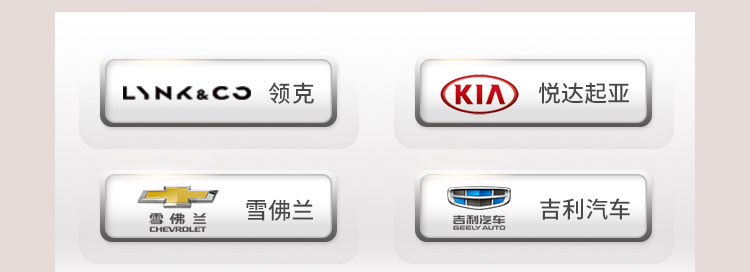 LYNK&CO 领克
KIA 悦达起亚
雪佛兰
CHEVROLET
雪佛兰
吉利汽车
GEELY AUTO
吉利汽车